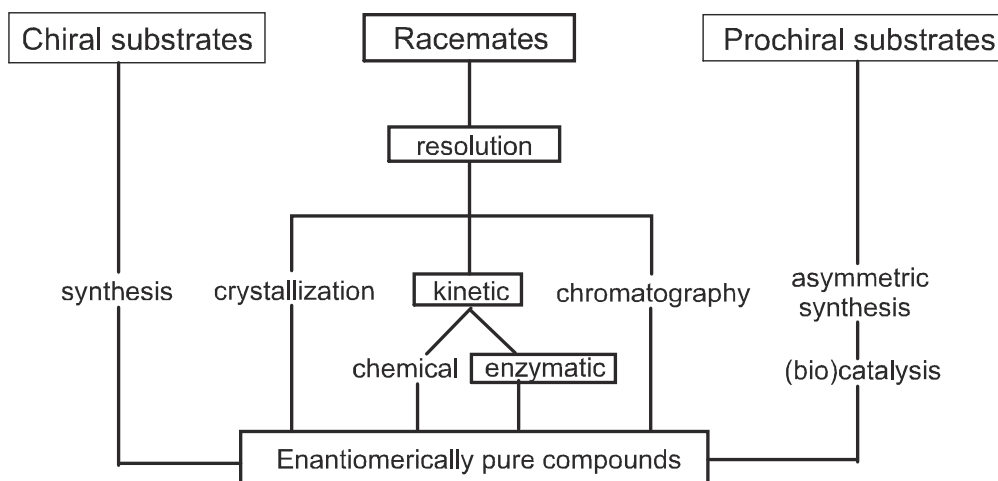 Chiral substrates
Racemates
Prochiral substrates
resolution
synthesis
crystallization
kinetic
chromatography
asymmetric
synthesis
chemical
enzymatic
(bio)catalysis
Enantiomerically pure compounds